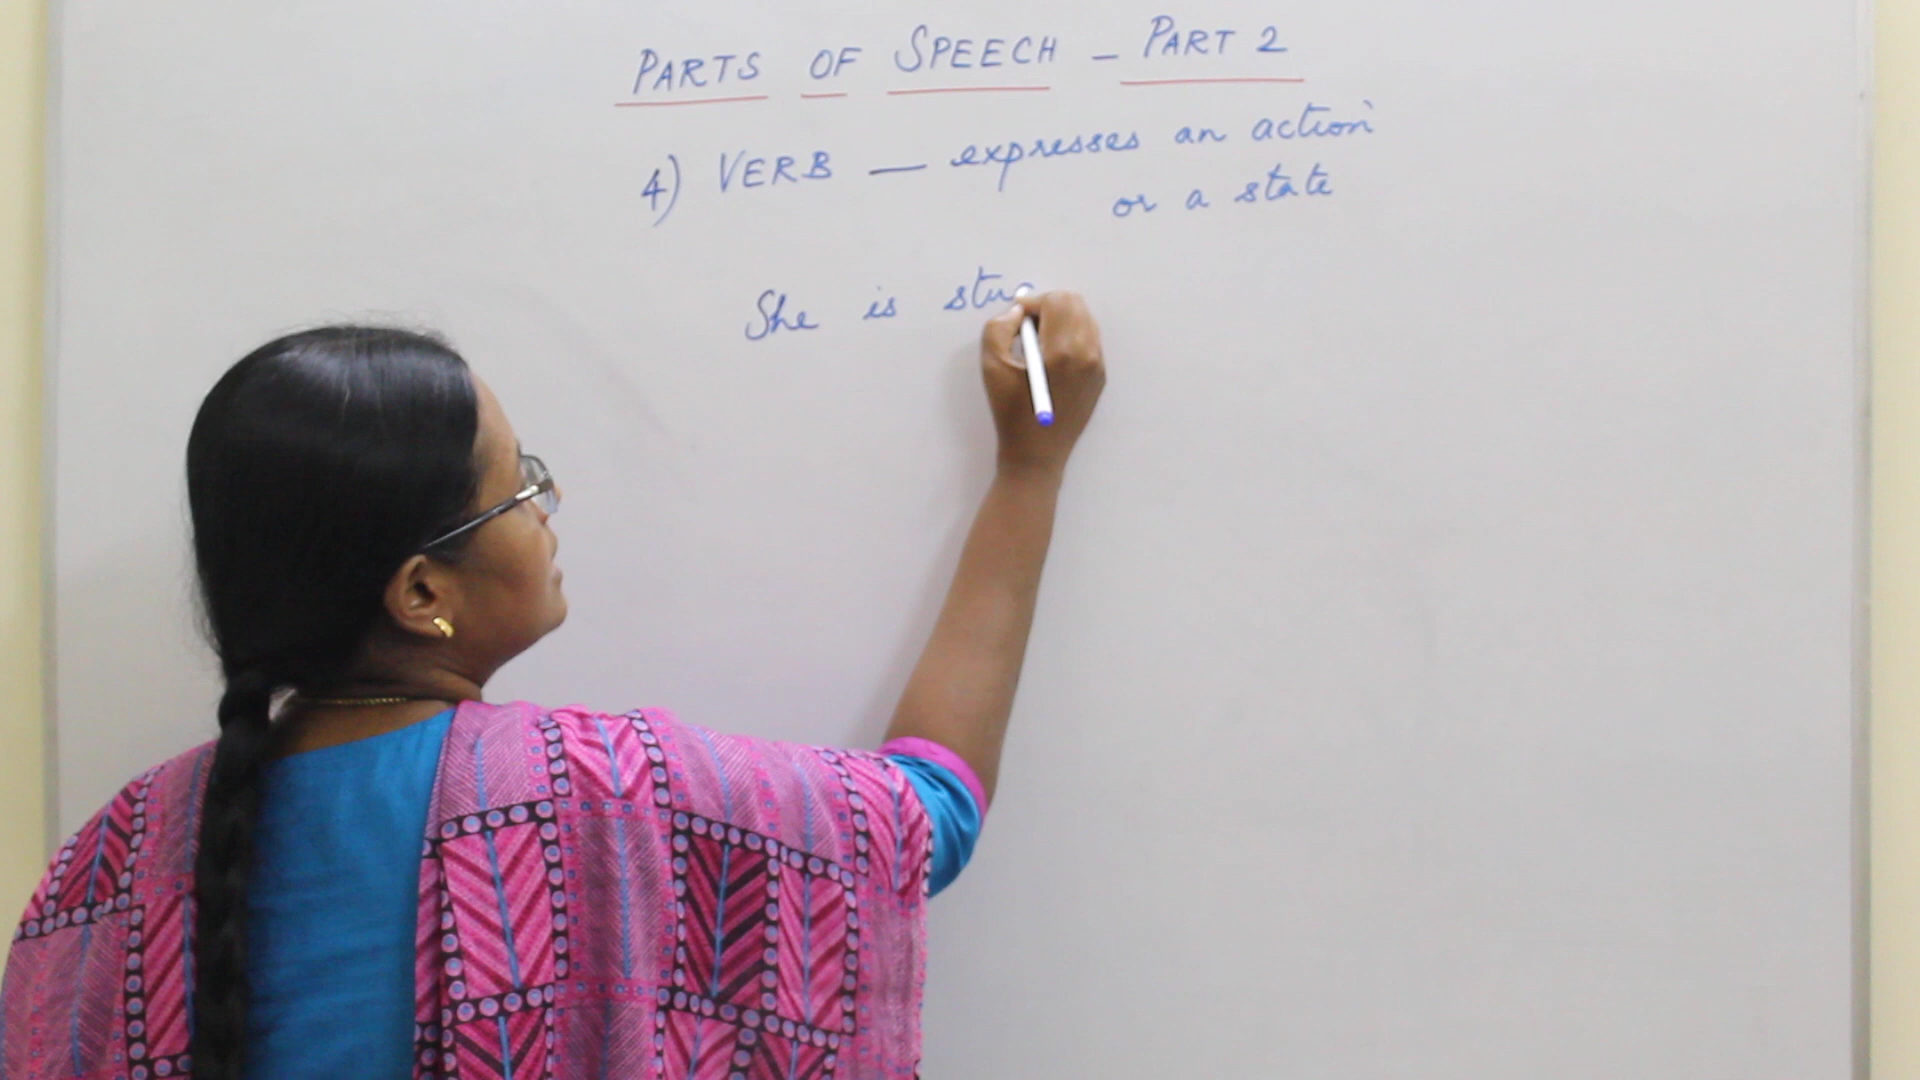 PARTS OF SPEECH - PART 2
4) VERB — expresses an action
or a state
She is